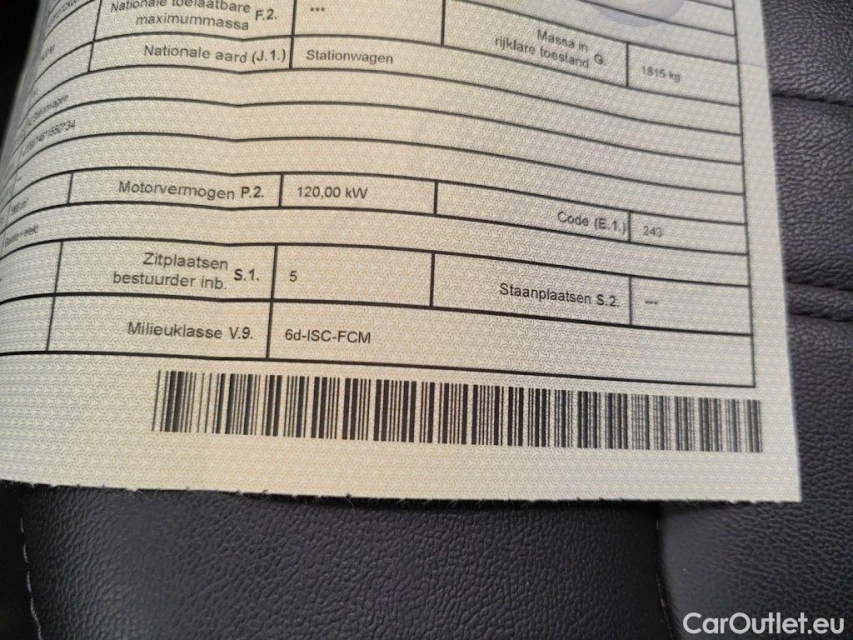 Nationale toelaatbare
maximummassa F.2.
***
Massa in
rijklare toestand G.
1815 kg
Nationale aard (J.1.)
Stationwagen
Motorvermogen P.2.
120,00 kW
Code (E.1.)
243
Zitplaatsen
bestuurder inb. S.1.
5
Staanplaatsen S.2.
---
Milieuklasse V.9.
6d-ISC-FCM
CarOutlet.eu